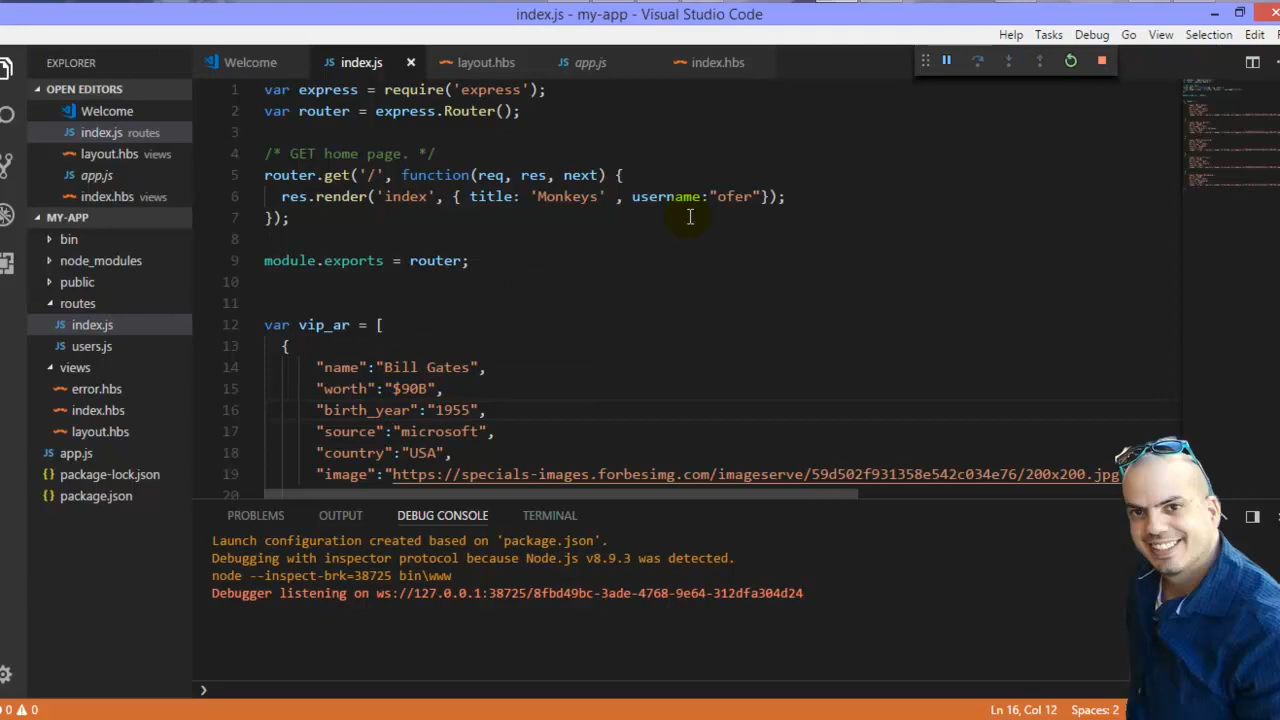 index.js - my-app - Visual Studio Code
Help Tasks Debug Go View Selection Edit
EXPLORER
OPEN EDITORS
Welcome
index.js routes
layout.hbs views
app.js
index.hbs views
MY-APP
bin
node_modules
public
routes
index.js
users.js
views
error.hbs
index.hbs
layout.hbs
app.js
package-lock.json
package.json
Welcome index.js layout.hbs app.js index.hbs
1 var express = require('express');
2 var router = express.Router();
3
4 /* GET home page. */
5 router.get('/', function(req, res, next) {
6 res.render('index', { title: 'Monkeys' , username:"ofer"});
7 });
8
9 module.exports = router;
10
11
12 var vip_ar = [
13 {
14 "name":"Bill Gates",
15 "worth":"$90B",
16 "birth_year":"1955",
17 "source":"microsoft",
18 "country":"USA",
19 "image":"https://specials-images.forbesimg.com/imageserve/59d502f931358e542c034e76/200x200.jpg
20
PROBLEMS OUTPUT DEBUG CONSOLE TERMINAL
Launch configuration created based on 'package.json'.
Debugging with inspector protocol because Node.js v8.9.3 was detected.
node --inspect-brk=38725 bin\www
Debugger listening on ws://127.0.0.1:38725/8fbd49bc-3ade-4768-9e64-312dfa304d24
0 0 Ln 16, Col 12 Spaces: 2